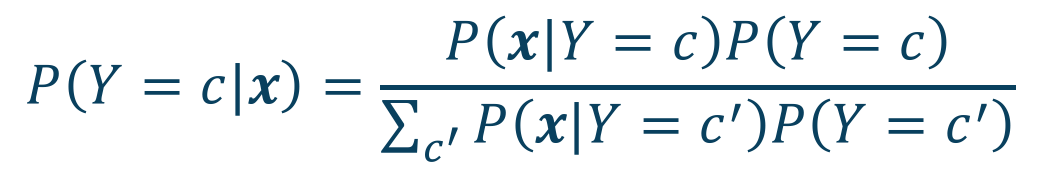 P(Y = c|x) = P(x|Y = c)P(Y = c) / ∑c′ P(x|Y = c′)P(Y = c′)